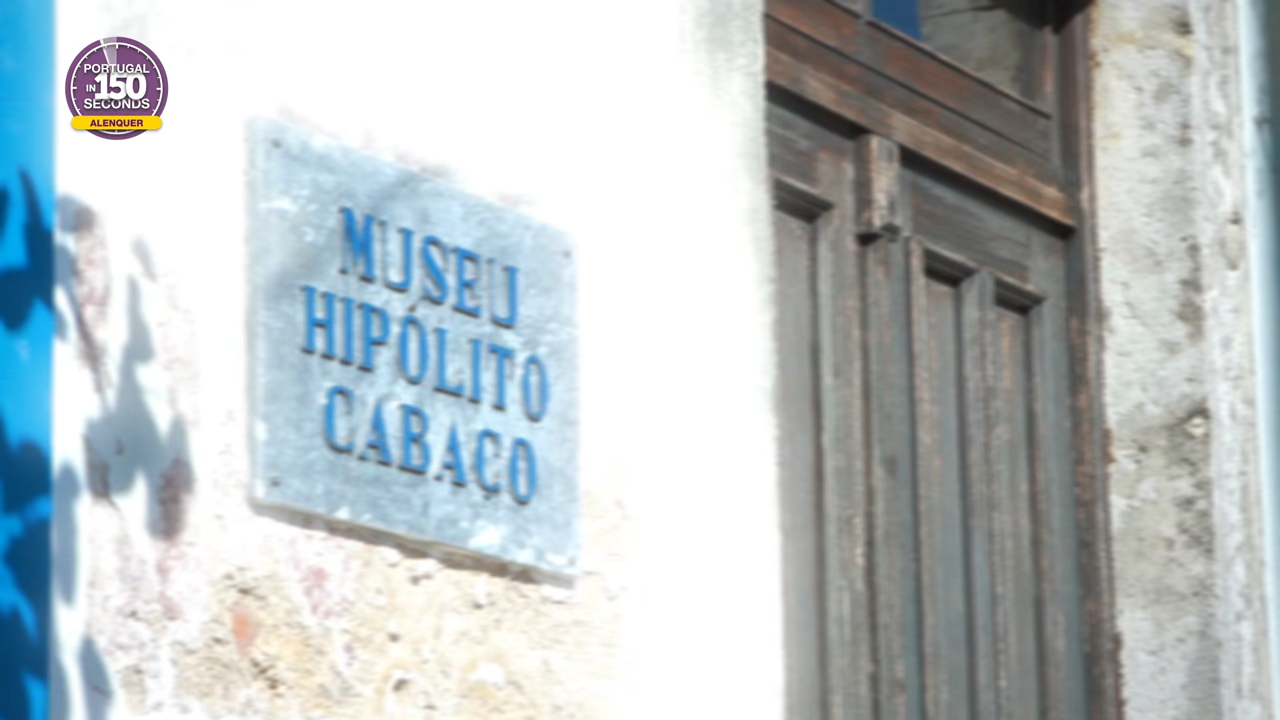 PORTUGAL
IN 150
SECONDS
ALENQUER
MUSEU
HIPÓLITO
CABAÇO